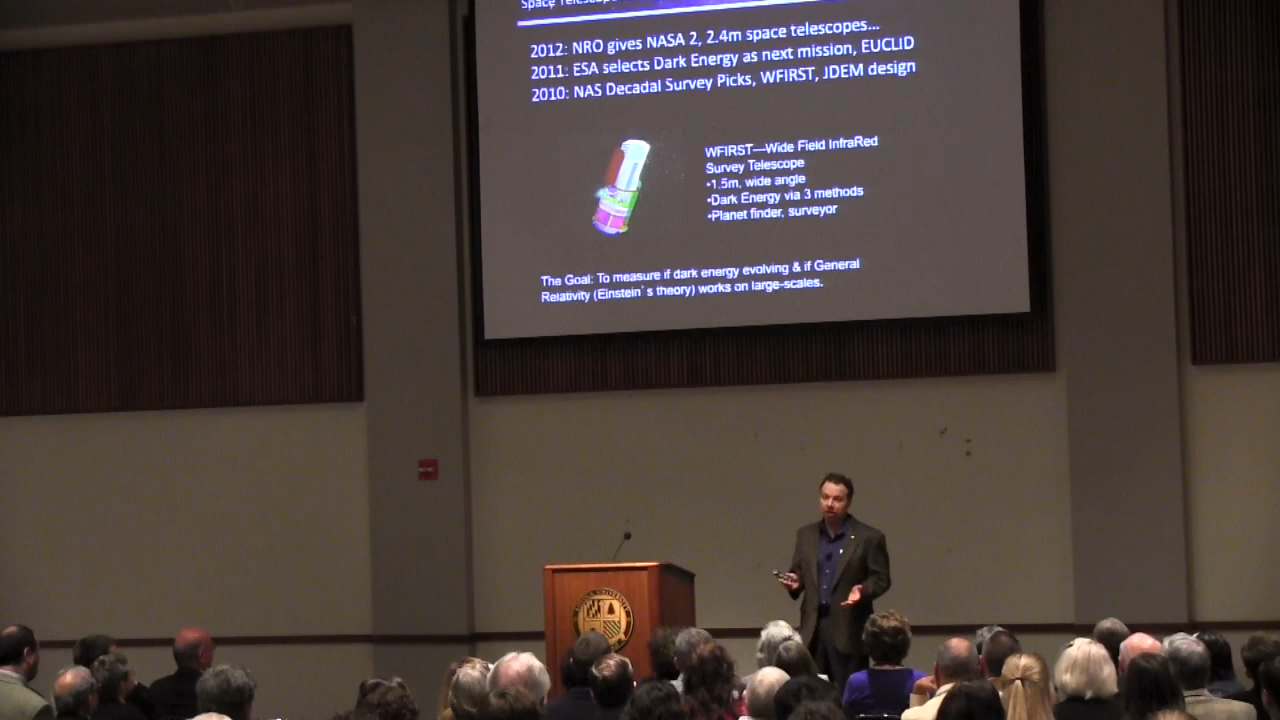 Space Telescope
2012: NRO gives NASA 2, 2.4m space telescopes...
2011: ESA selects Dark Energy as next mission, EUCLID
2010: NAS Decadal Survey Picks, WFIRST, JDEM design
WFIRST—Wide Field InfraRed
Survey Telescope
•1.5m, wide angle
•Dark Energy via 3 methods
•Planet finder, surveyor
The Goal: To measure if dark energy evolving & if General
Relativity (Einstein's theory) works on large-scales.